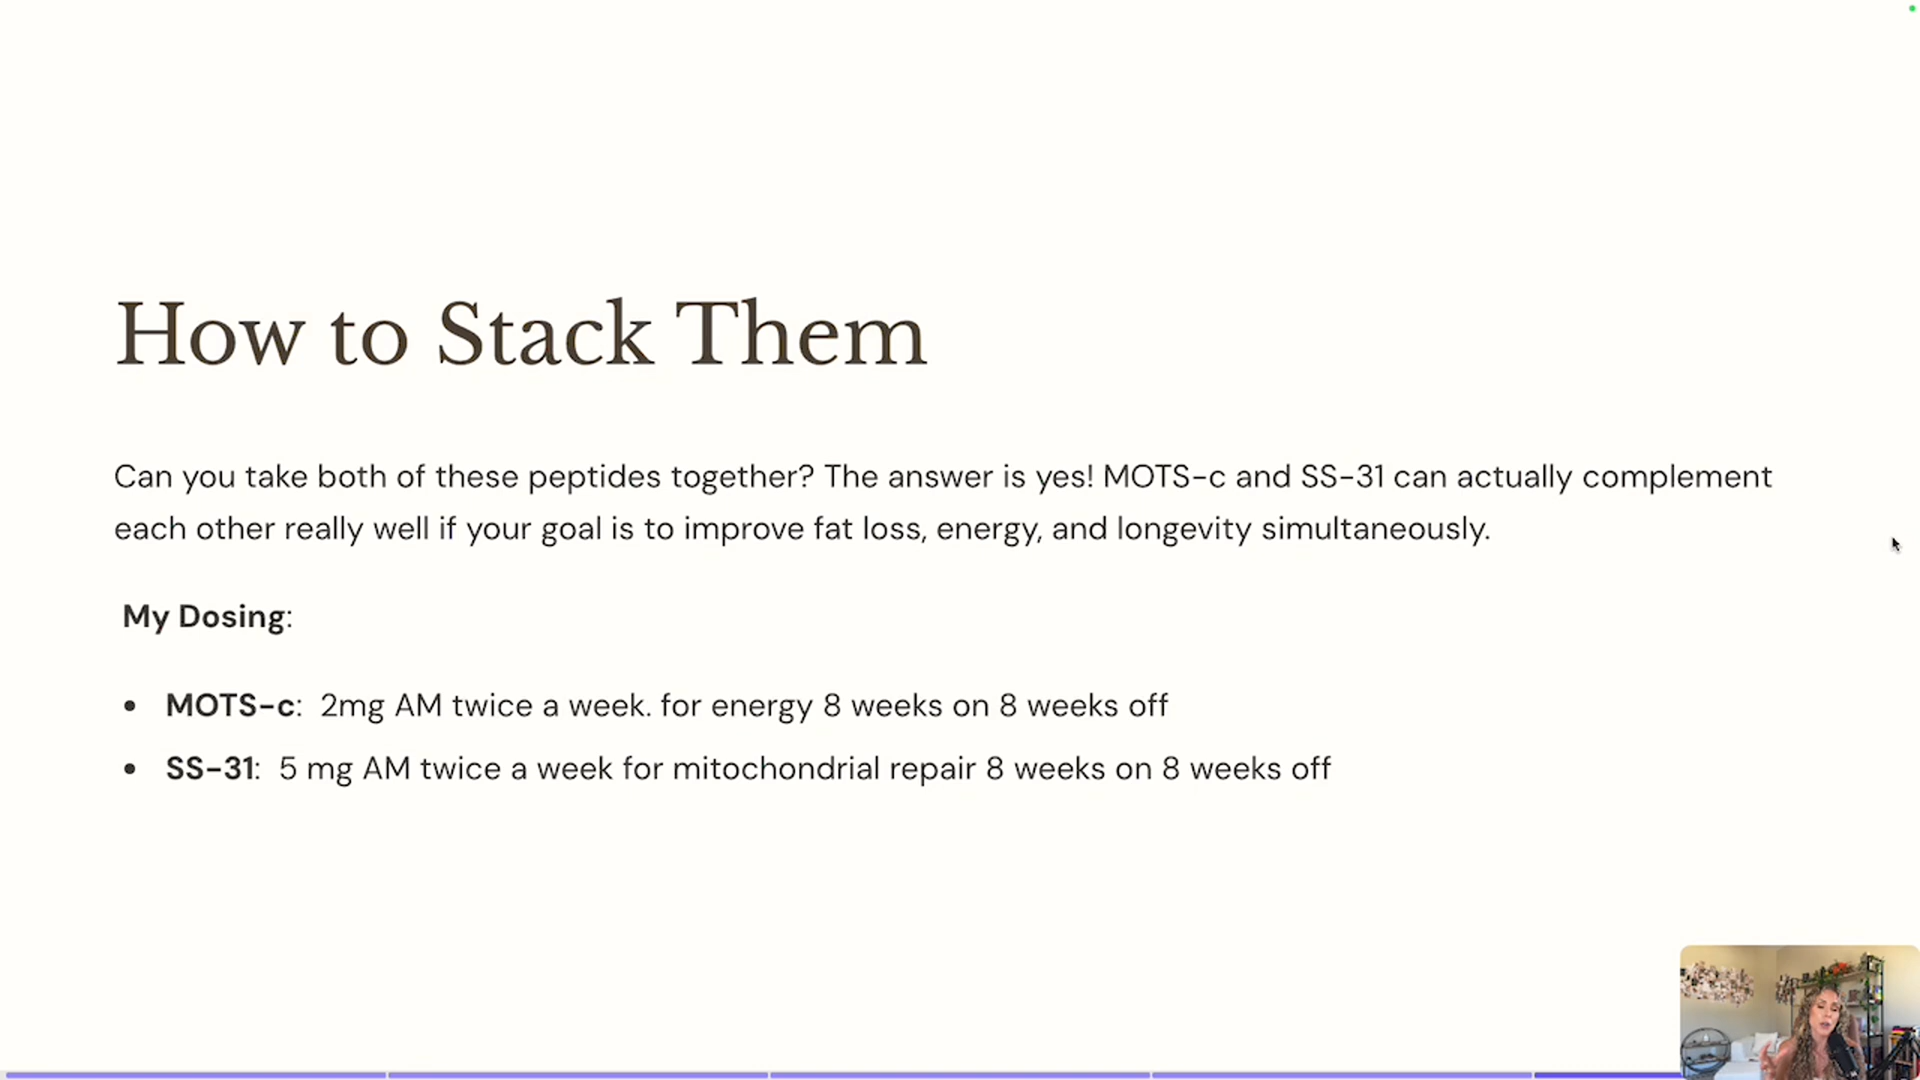 How to Stack Them
Can you take both of these peptides together? The answer is yes! MOTS-c and SS-31 can actually complement
each other really well if your goal is to improve fat loss, energy, and longevity simultaneously.
My Dosing:
• MOTS-c: 2mg AM twice a week. for energy 8 weeks on 8 weeks off
• SS-31: 5 mg AM twice a week for mitochondrial repair 8 weeks on 8 weeks off